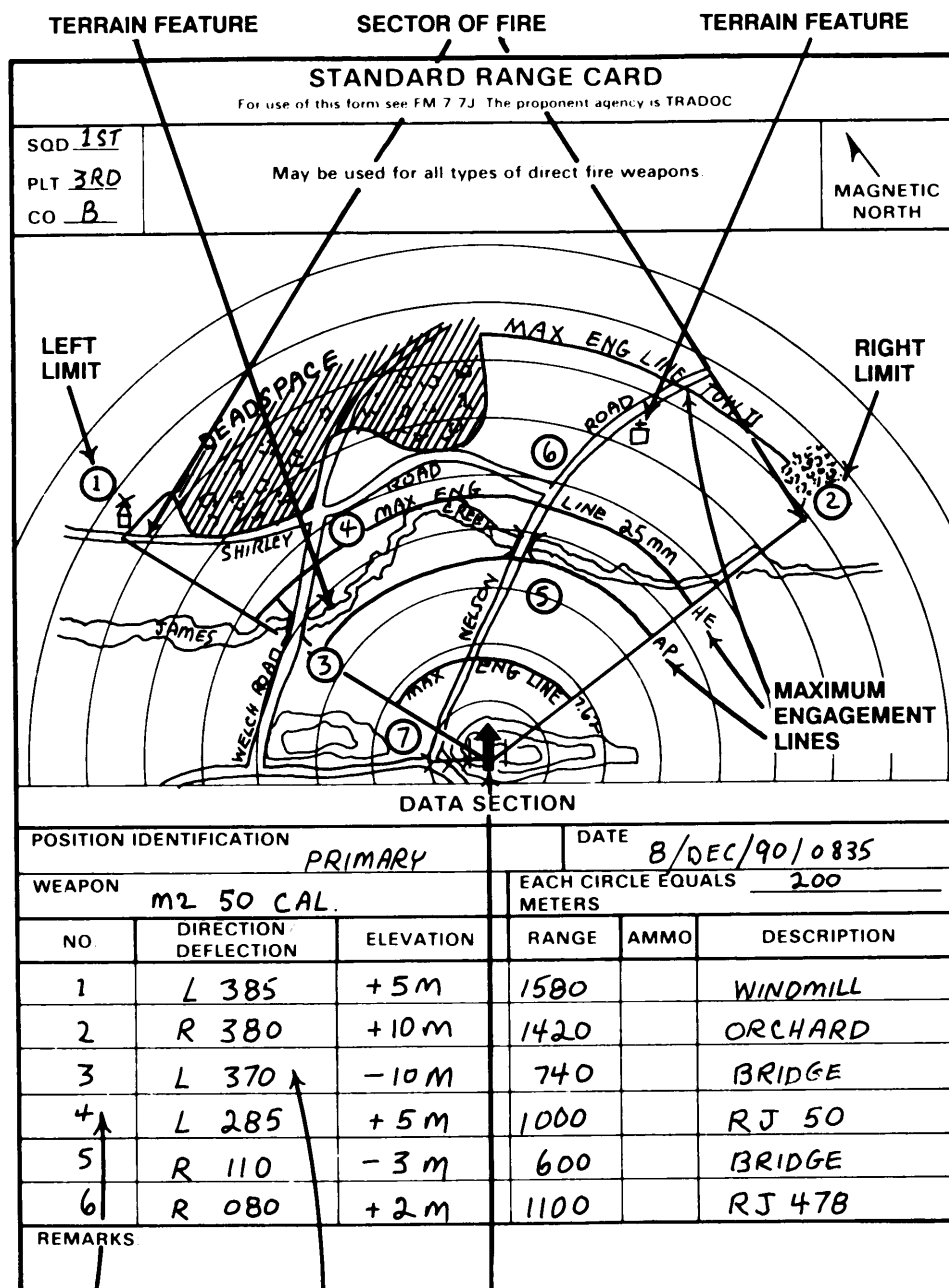 TERRAIN FEATURE SECTOR OF FIRE TERRAIN FEATURE
STANDARD RANGE CARD
For use of this form see FM 7 7J The proponent agency is TRADOC
SQD 1ST
PLT 3RD
CO B
May be used for all types of direct fire weapons.
MAGNETIC
NORTH
LEFT
LIMIT
DEADSPACE
MAX ENG LINE TOW
RIGHT
LIMIT
1
ROAD
6
2
ROAD
SHIRLEY
4
MAX ENG LINE 25mm
CREEK
5
JAMES
NELSON
HE
AP
3
WELCH ROAD
MAX ENG LINE 7.62
7
MAXIMUM
ENGAGEMENT
LINES
DATA SECTION
POSITION IDENTIFICATION PRIMARY
DATE 8/DEC/90/0835
WEAPON M2 50 CAL.
EACH CIRCLE EQUALS 200
METERS
NO. DIRECTION DEFLECTION ELEVATION RANGE AMMO DESCRIPTION
1 L 385 +5M 1580 WINDMILL
2 R 380 +10M 1420 ORCHARD
3 L 370 -10M 740 BRIDGE
4 L 285 +5M 1000 RJ 50
5 R 110 -3M 600 BRIDGE
6 R 080 +2M 1100 RJ 478
REMARKS